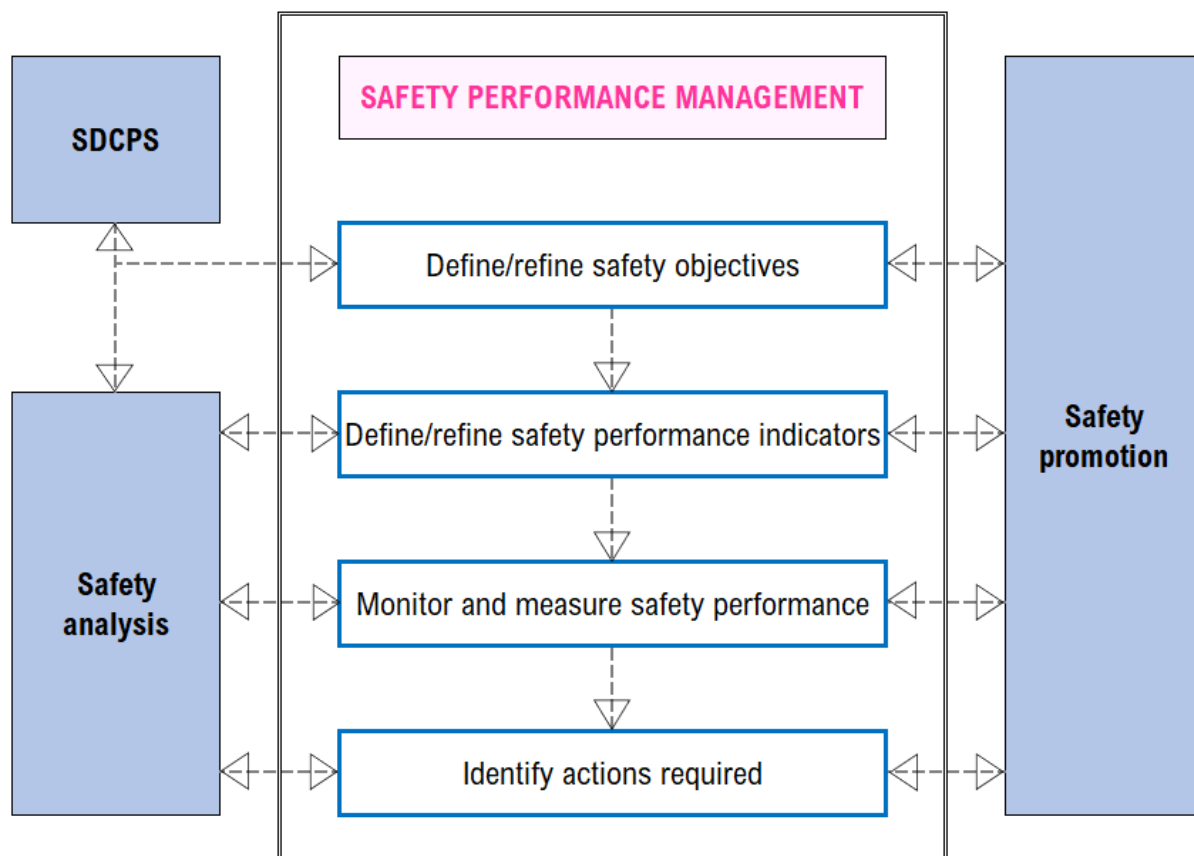 SDCPS
SAFETY PERFORMANCE MANAGEMENT
Define/refine safety objectives
Define/refine safety performance indicators
Monitor and measure safety performance
Identify actions required
Safety
analysis
Safety
promotion